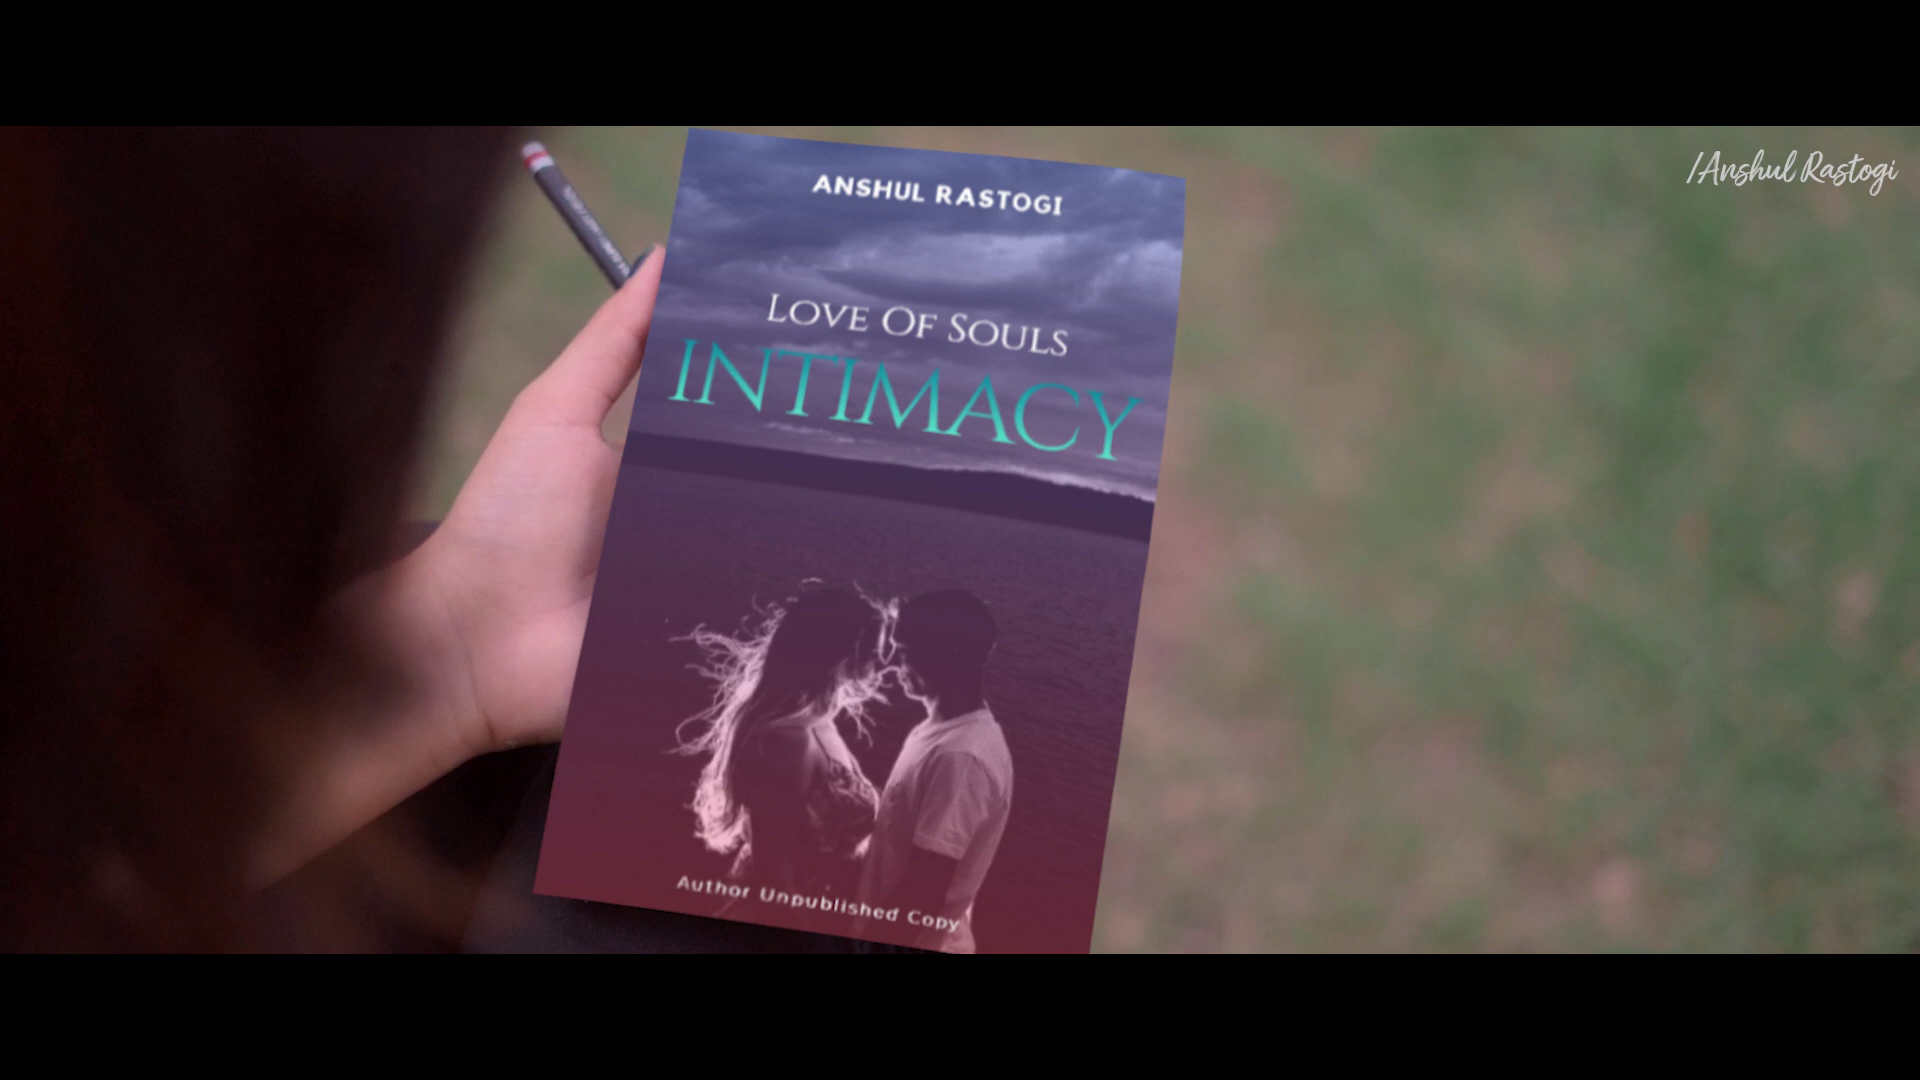 /Anshul Rastogi
ANSHUL RASTOGI
LOVE OF SOULS
INTIMACY
Author Unpublished Copy